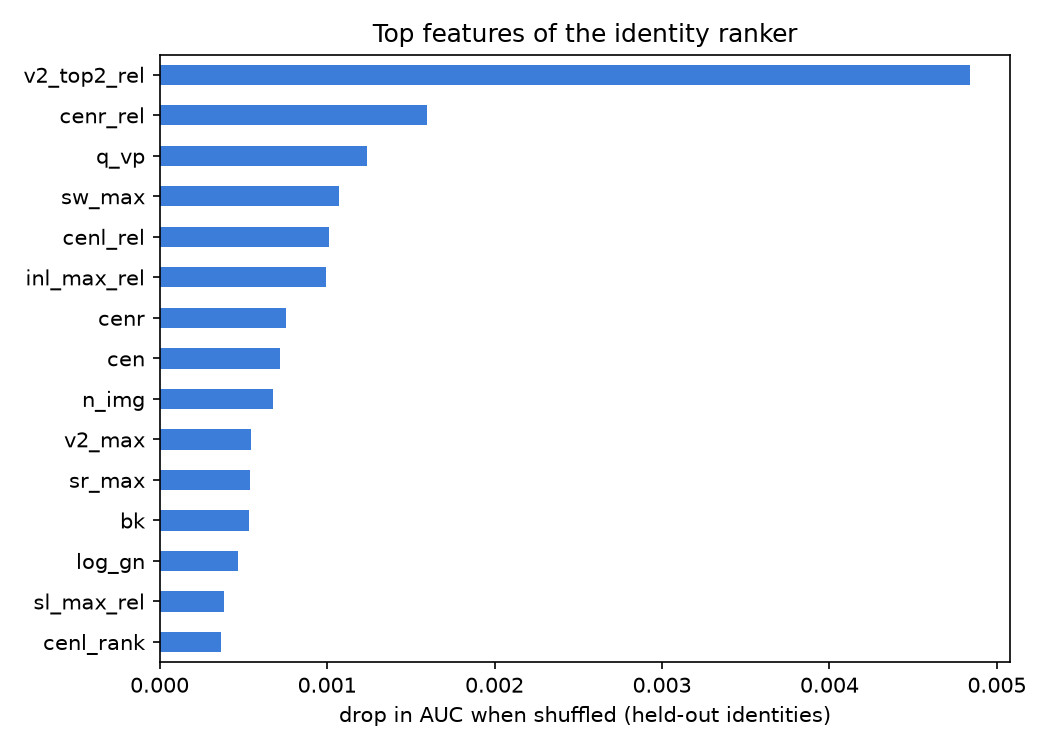 Top features of the identity ranker
v2_top2_rel
cenr_rel
q_vp
sw_max
cenl_rel
inl_max_rel
cenr
cen
n_img
v2_max
sr_max
bk
log_gn
sl_max_rel
cenl_rank
0.000 0.001 0.002 0.003 0.004 0.005
drop in AUC when shuffled (held-out identities)